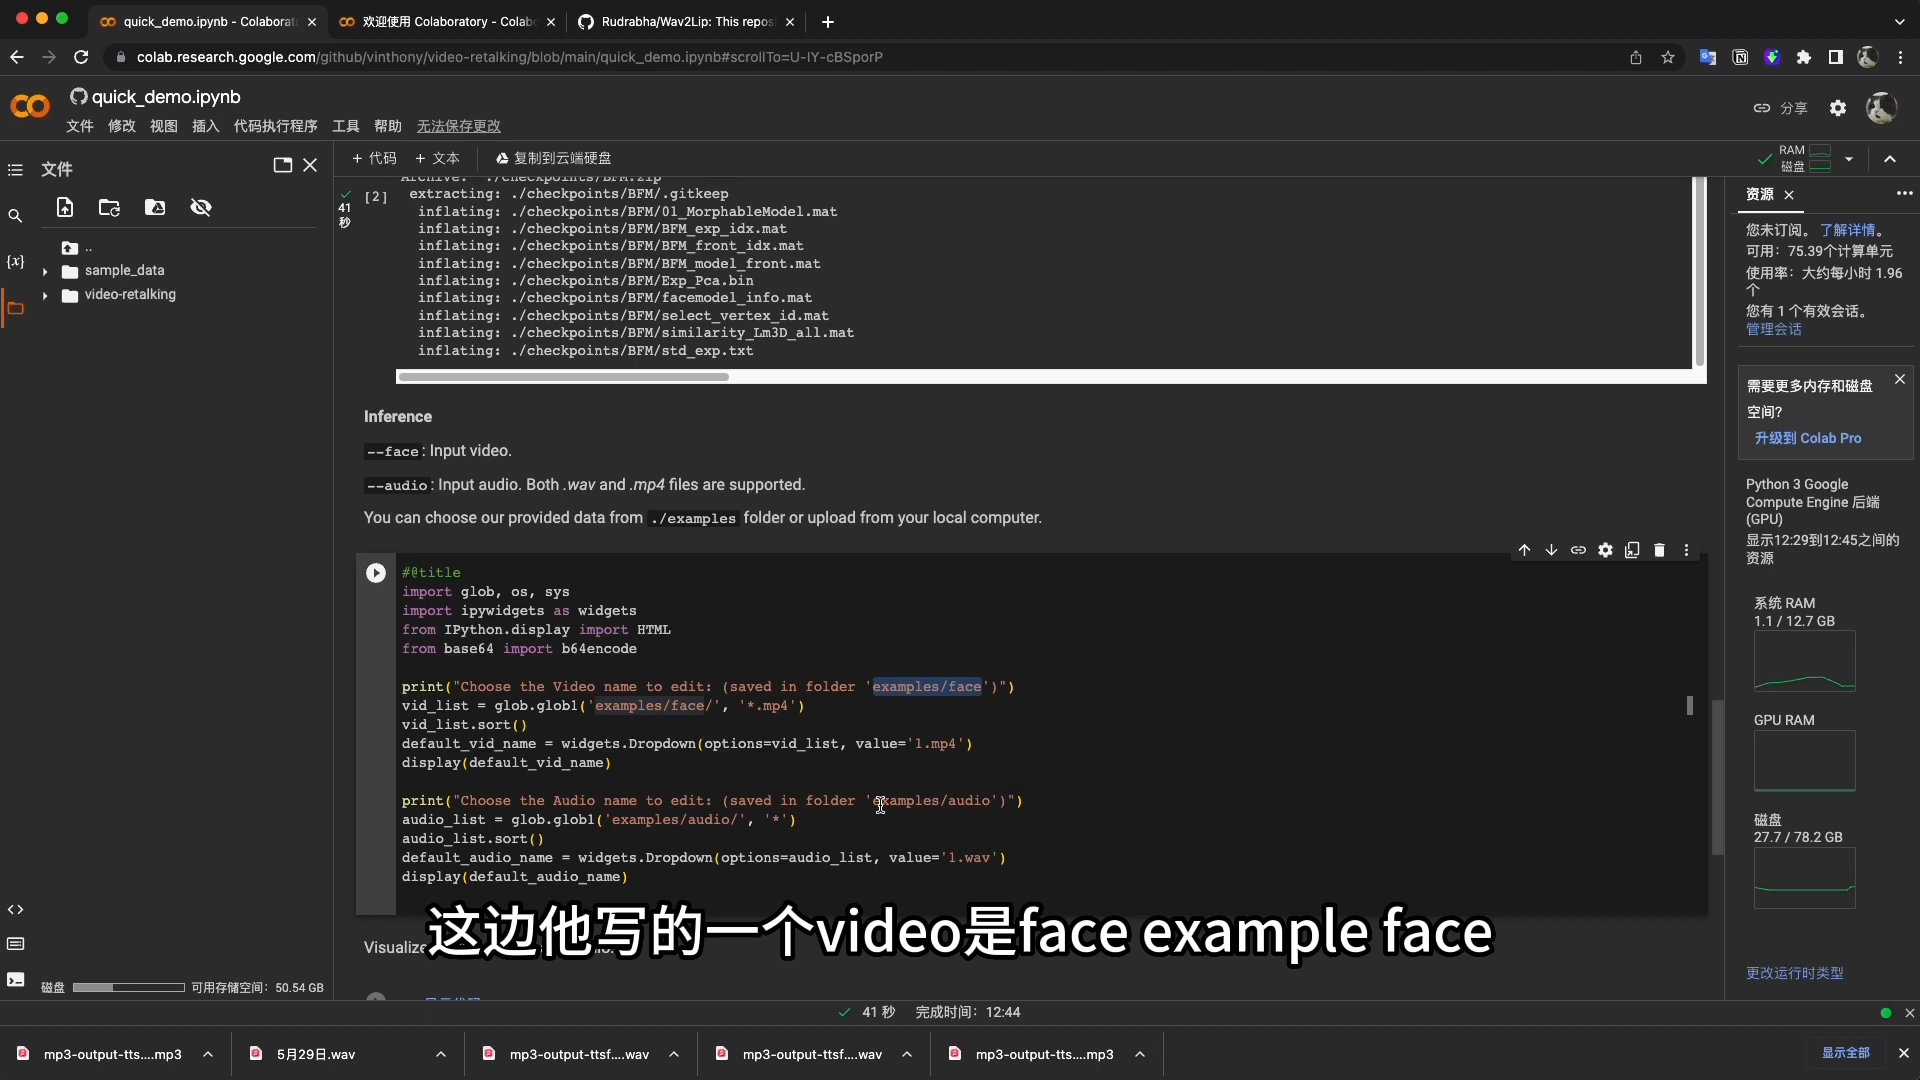 quick_demo.ipynb - Colaborat
欢迎使用 Colaboratory - Colab
Rudrabha/Wav2Lip: This repos
colab.research.google.com/github/vinthony/video-retalking/blob/main/quick_demo.ipynb#scrollTo=U-IY-cBSporP
quick_demo.ipynb
分享
文件 修改 视图 插入 代码执行程序 工具 帮助 无法保存更改
文件
+ 代码 + 文本 复制到云端硬盘
RAM
磁盘
..
sample_data
video-retalking
{x}
[2]
41
秒
Archive: ./checkpoints/BFM.zip
extracting: ./checkpoints/BFM/.gitkeep
inflating: ./checkpoints/BFM/01_MorphableModel.mat
inflating: ./checkpoints/BFM/BFM_exp_idx.mat
inflating: ./checkpoints/BFM/BFM_front_idx.mat
inflating: ./checkpoints/BFM/BFM_model_front.mat
inflating: ./checkpoints/BFM/Exp_Pca.bin
inflating: ./checkpoints/BFM/facemodel_info.mat
inflating: ./checkpoints/BFM/select_vertex_id.mat
inflating: ./checkpoints/BFM/similarity_Lm3D_all.mat
inflating: ./checkpoints/BFM/std_exp.txt
Inference
--face: Input video.
--audio: Input audio. Both .wav and .mp4 files are supported.
You can choose our provided data from ./examples folder or upload from your local computer.
#@title
import glob, os, sys
import ipywidgets as widgets
from IPython.display import HTML
from base64 import b64encode
print("Choose the Video name to edit: (saved in folder 'examples/face')")
vid_list = glob.glob1('examples/face/', '*.mp4')
vid_list.sort()
default_vid_name = widgets.Dropdown(options=vid_list, value='1.mp4')
display(default_vid_name)
print("Choose the Audio name to edit: (saved in folder 'examples/audio')")
audio_list = glob.glob1('examples/audio/', '*')
audio_list.sort()
default_audio_name = widgets.Dropdown(options=audio_list, value='1.wav')
display(default_audio_name)
Visualize
这边他写的一个video是face example face
显示代码
资源
您未订阅。了解详情。
可用：75.39个计算单元
使用率：大约每小时 1.96
个
您有 1 个有效会话。
管理会话
需要更多内存和磁盘
空间?
升级到 Colab Pro
Python 3 Google
Compute Engine 后端
(GPU)
显示12:29到12:45之间的
资源
系统 RAM
1.1 / 12.7 GB
GPU RAM
磁盘
27.7 / 78.2 GB
更改运行时类型
磁盘 可用存储空间：50.54 GB
41 秒 完成时间：12:44
mp3-output-tts....mp3
5月29日.wav
mp3-output-ttsf....wav
mp3-output-ttsf....wav
mp3-output-tts....mp3
显示全部